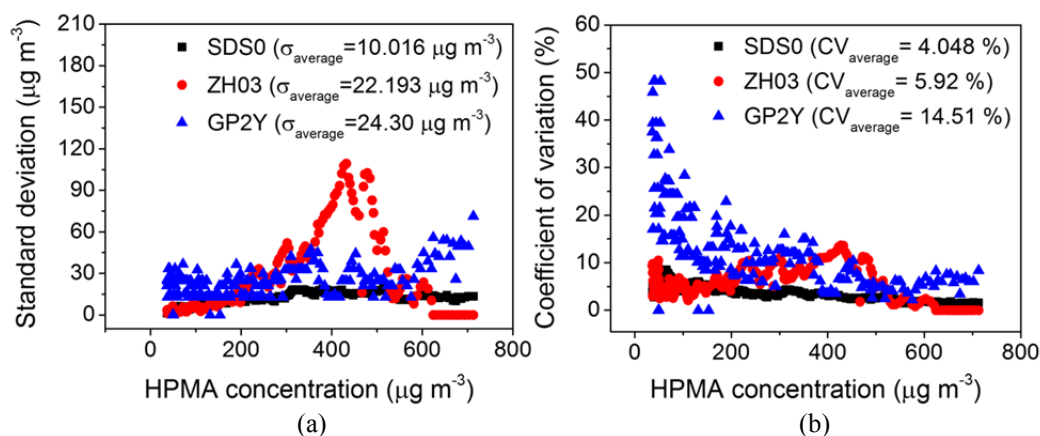 210
180
150
120
90
60
30
0
Standard deviation (μg m-3)
SDS0 (σaverage=10.016 μg m-3)
ZH03 (σaverage=22.193 μg m-3)
GP2Y (σaverage=24.30 μg m-3)
0 200 400 600 800
HPMA concentration (μg m-3)
(a)
60
50
40
30
20
10
0
Coefficient of variation (%)
SDS0 (CVaverage= 4.048 %)
ZH03 (CVaverage= 5.92 %)
GP2Y (CVaverage= 14.51 %)
0 200 400 600 800
HPMA concentration (μg m-3)
(b)